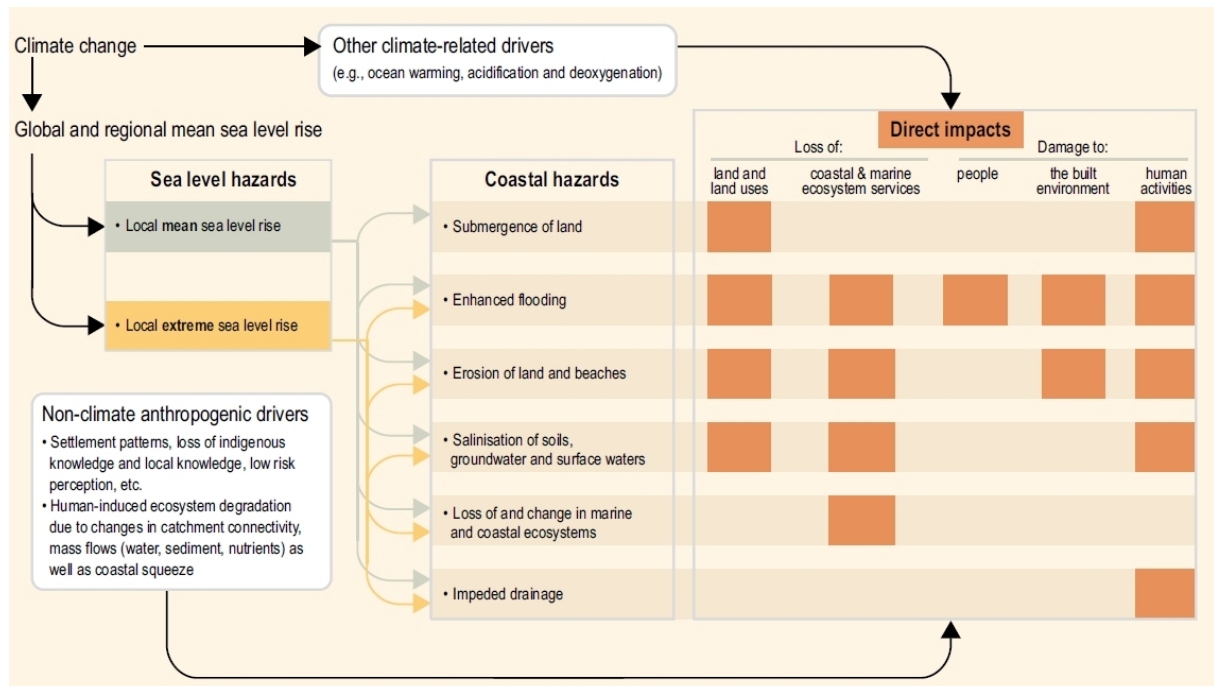 Climate change
Other climate-related drivers
(e.g., ocean warming, acidification and deoxygenation)
Global and regional mean sea level rise
Sea level hazards
• Local mean sea level rise
• Local extreme sea level rise
Non-climate anthropogenic drivers
• Settlement patterns, loss of indigenous
knowledge and local knowledge, low risk
perception, etc.
• Human-induced ecosystem degradation
due to changes in catchment connectivity,
mass flows (water, sediment, nutrients) as
well as coastal squeeze
Coastal hazards
• Submergence of land
• Enhanced flooding
• Erosion of land and beaches
• Salinisation of soils,
groundwater and surface waters
• Loss of and change in marine
and coastal ecosystems
• Impeded drainage
Direct impacts
Loss of:
Damage to:
land and
land uses
coastal & marine
ecosystem services
people
the built
environment
human
activities